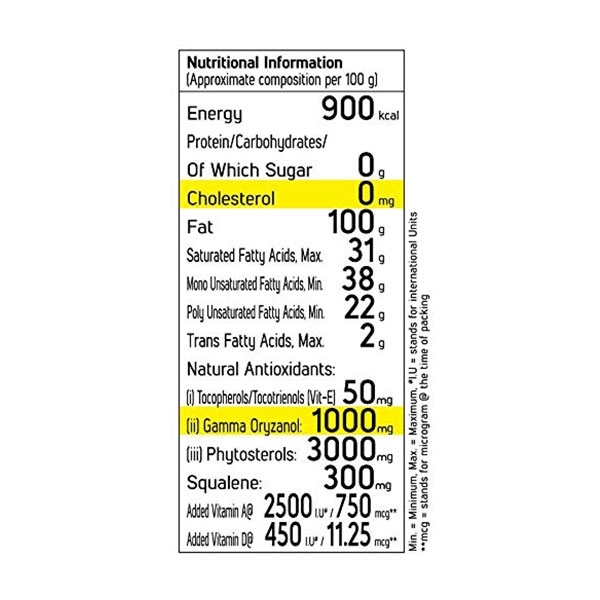 Nutritional Information
(Approximate composition per 100 g)
Energy 900 kcal
Protein/Carbohydrates/
Of Which Sugar 0 g
Cholesterol 0 mg
Fat 100 g
Saturated Fatty Acids, Max. 31 g
Mono Unsaturated Fatty Acids, Min. 38 g
Poly Unsaturated Fatty Acids, Min. 22 g
Trans Fatty Acids, Max. 2 g
Natural Antioxidants:
(i) Tocopherols/Tocotrienols (Vit-E) 50 mg
(ii) Gamma Oryzanol: 1000 mg
(iii) Phytosterols: 3000 mg
Squalene: 300 mg
Added Vitamin A@ 2500 I.U* / 750 mcg**
Added Vitamin D@ 450 I.U* / 11.25 mcg**
Min. = Minimum, Max. = Maximum, *I.U = stands for international Units
**mcg = stands for microgram @ the time of packing